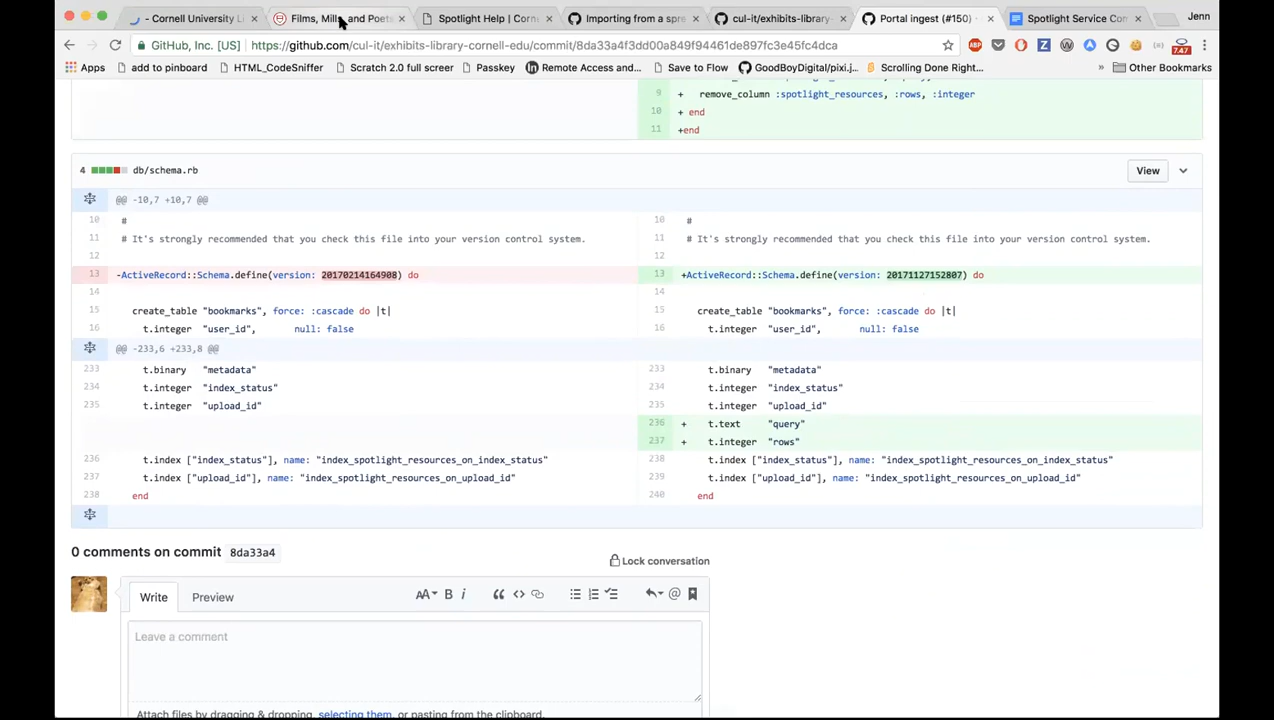 - Cornell University Li
Films, Mills, and Poets
Spotlight Help | Corne
Importing from a spre
cul-it/exhibits-library-
Portal ingest (#150)
Spotlight Service Com
Jenn
GitHub, Inc. [US]
https://github.com/cul-it/exhibits-library-cornell-edu/commit/8da33a4f3dd00a849f94461de897fc3e45fc4dca
7.47
Apps
add to pinboard
HTML_CodeSniffer
Scratch 2.0 full screer
Passkey
Remote Access and...
Save to Flow
GoodBoyDigital/pixi.j...
Scrolling Done Right...
»
Other Bookmarks
9 + remove_column :spotlight_resources, :rows, :integer
10 + end
11 +end
4 db/schema.rb
View
@@ -10,7 +10,7 @@
10 # 10 #
11 # It's strongly recommended that you check this file into your version control system. 11 # It's strongly recommended that you check this file into your version control system.
12 12
13 -ActiveRecord::Schema.define(version: 20170214164908) do 13 +ActiveRecord::Schema.define(version: 20171127152807) do
14 14
15 create_table "bookmarks", force: :cascade do |t| 15 create_table "bookmarks", force: :cascade do |t|
16 t.integer "user_id", null: false 16 t.integer "user_id", null: false
@@ -233,6 +233,8 @@
233 t.binary "metadata" 233 t.binary "metadata"
234 t.integer "index_status" 234 t.integer "index_status"
235 t.integer "upload_id" 235 t.integer "upload_id"
236 + t.text "query"
237 + t.integer "rows"
236 t.index ["index_status"], name: "index_spotlight_resources_on_index_status" 238 t.index ["index_status"], name: "index_spotlight_resources_on_index_status"
237 t.index ["upload_id"], name: "index_spotlight_resources_on_upload_id" 239 t.index ["upload_id"], name: "index_spotlight_resources_on_upload_id"
238 end 240 end
0 comments on commit 8da33a4
Lock conversation
Write
Preview
AA B i
Leave a comment
Attach files by dragging & dropping, selecting them, or pasting from the clipboard.